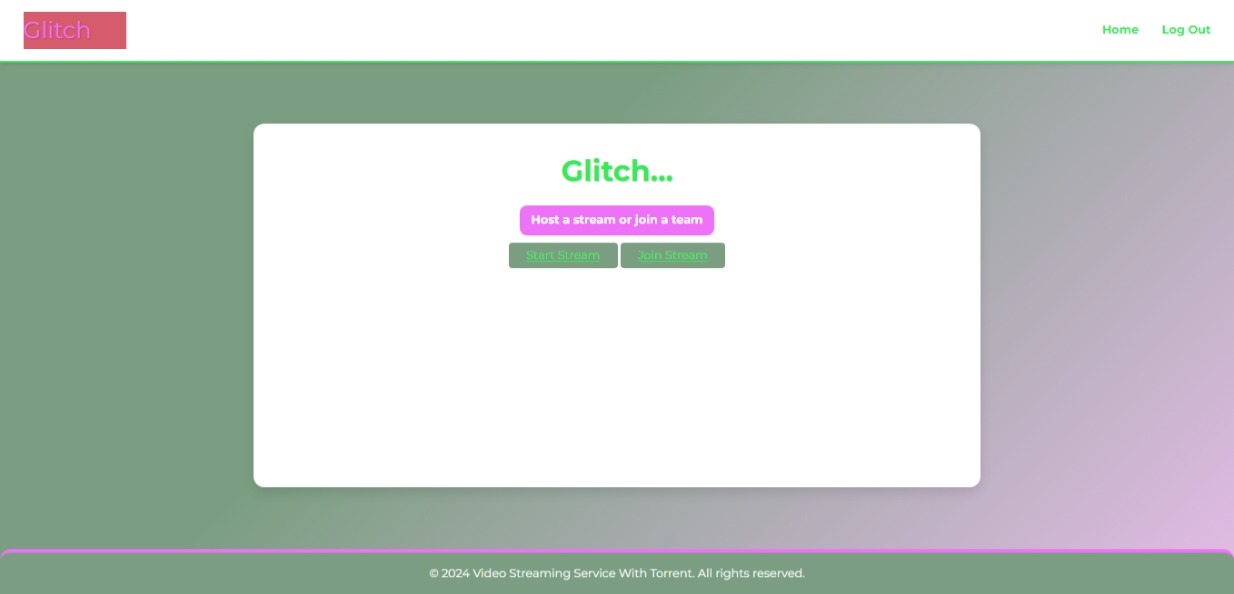 Glitch
Home Log Out
Glitch...
Host a stream or join a team
Start Stream Join Stream
© 2024 Video Streaming Service With Torrent. All rights reserved.